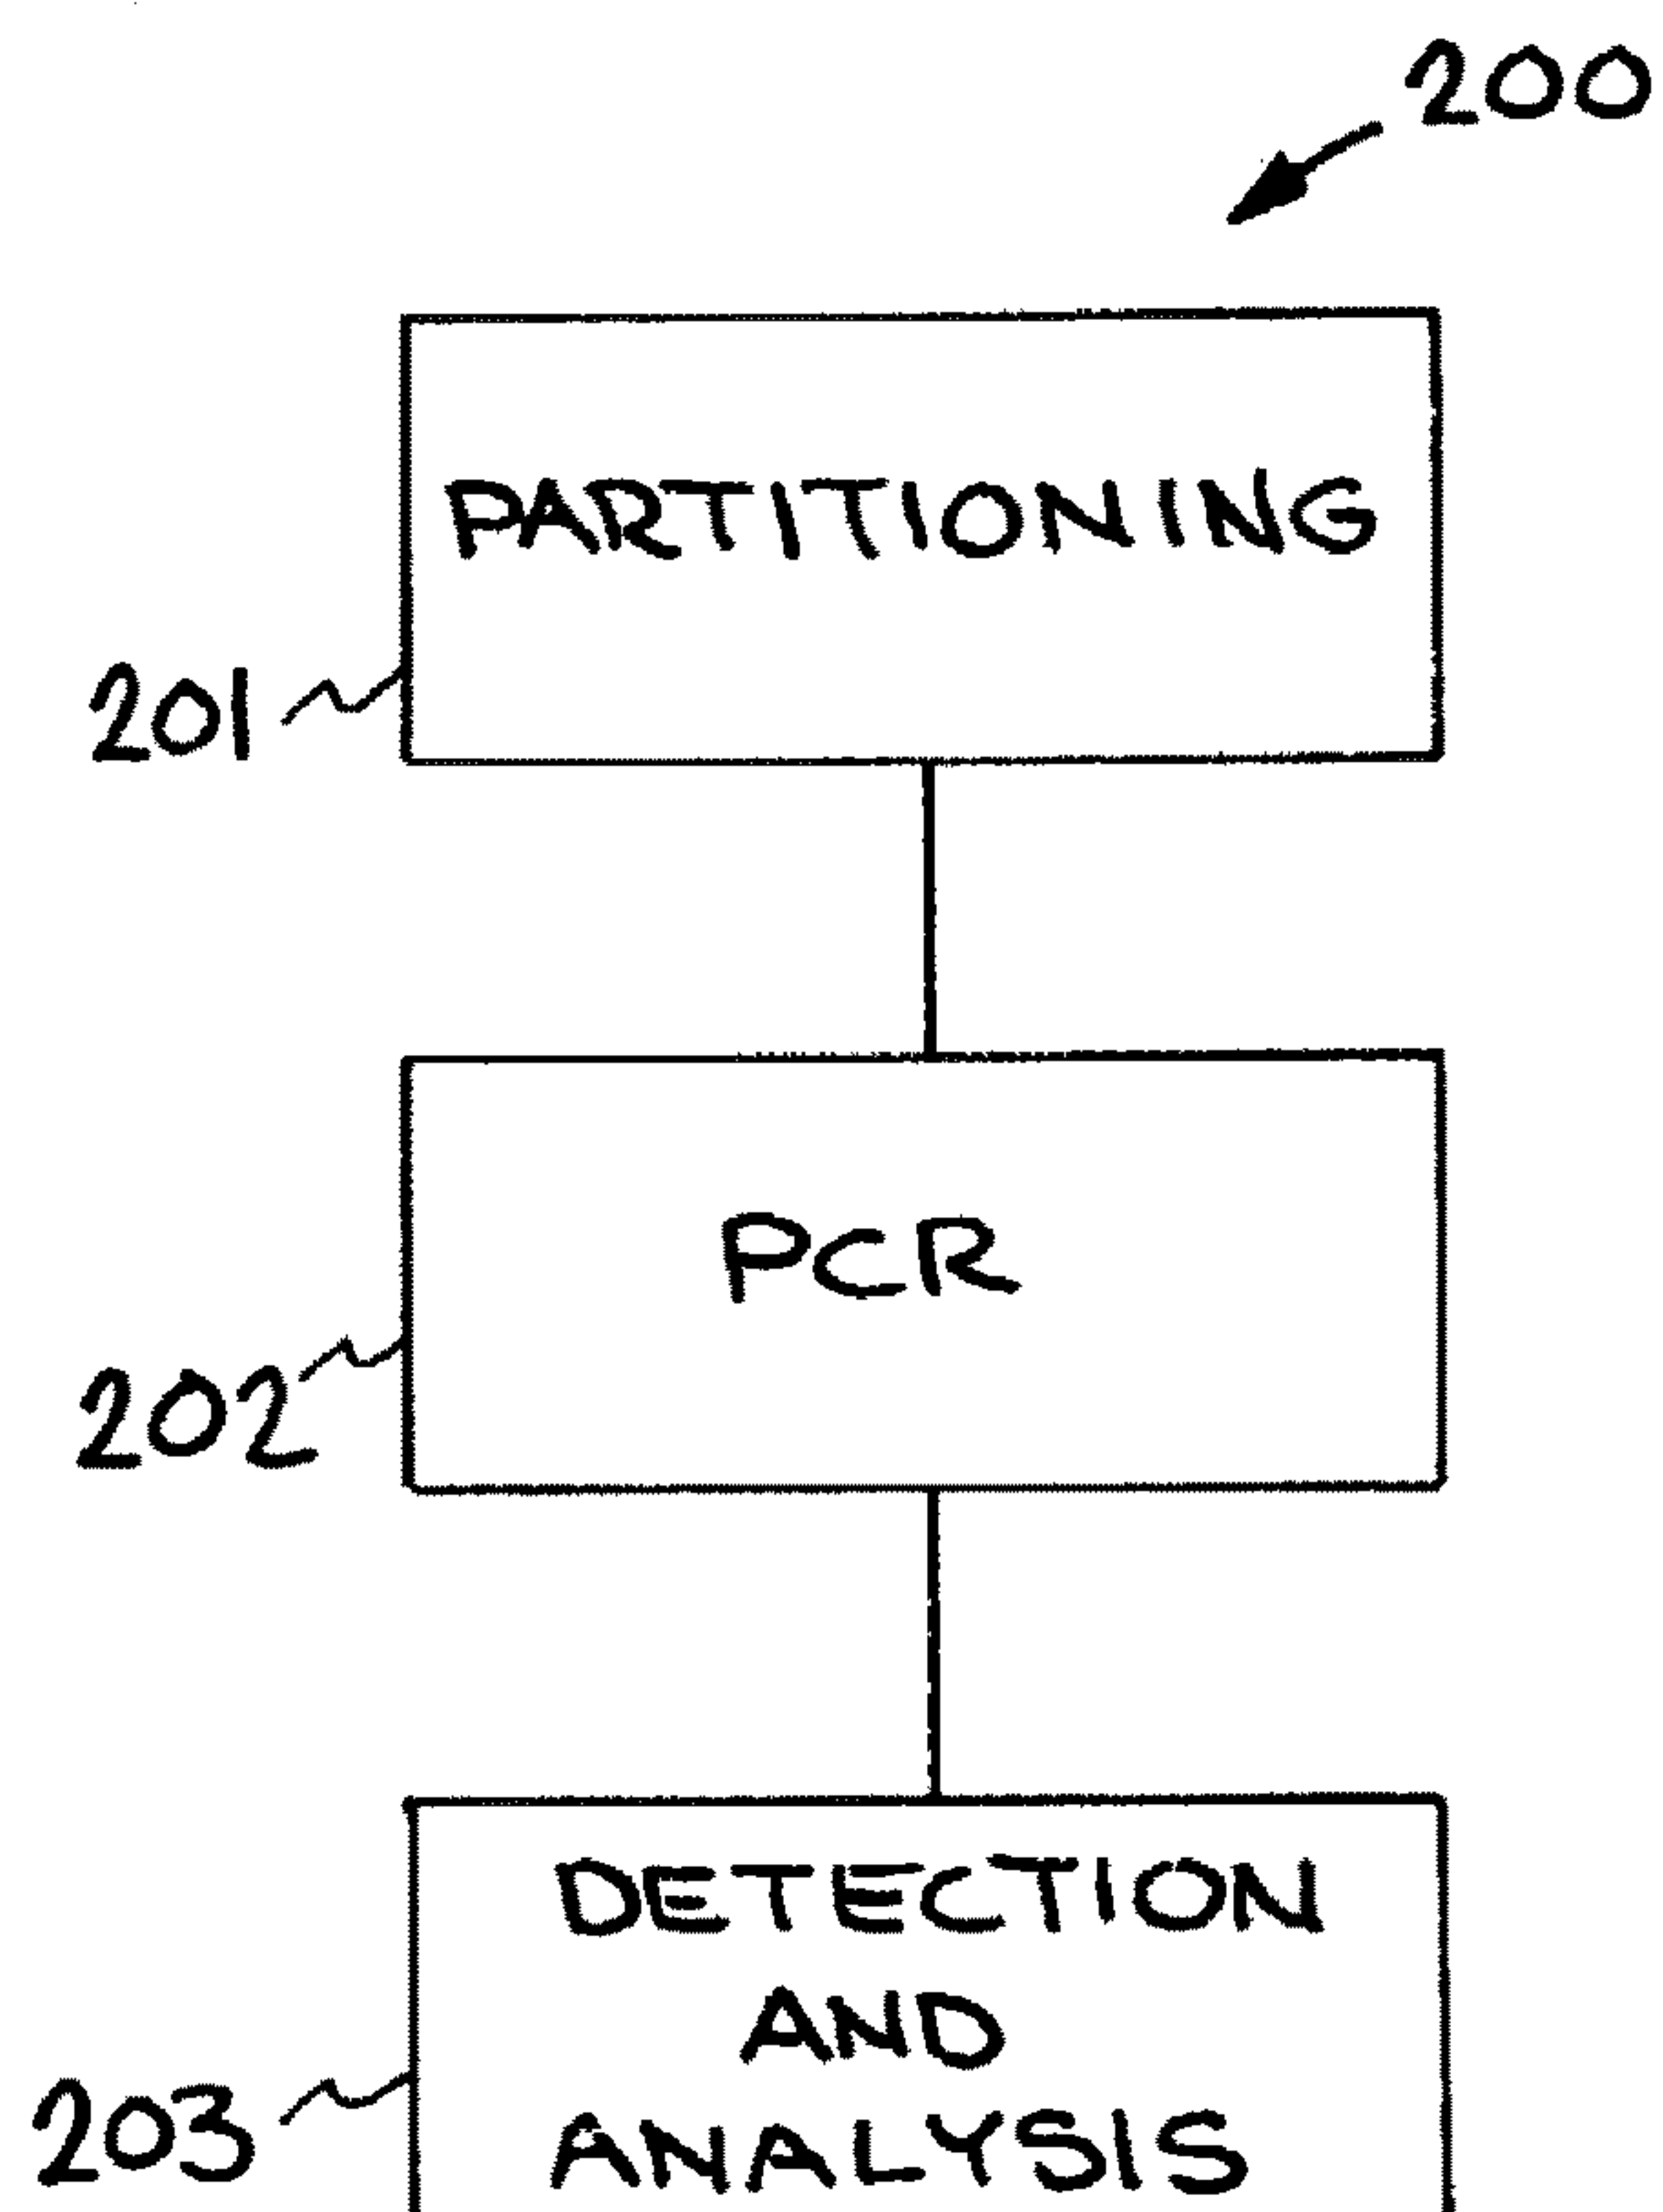 200
PARTITIONING
201
PCR
202
DETECTION
AND
203
ANALYSIS